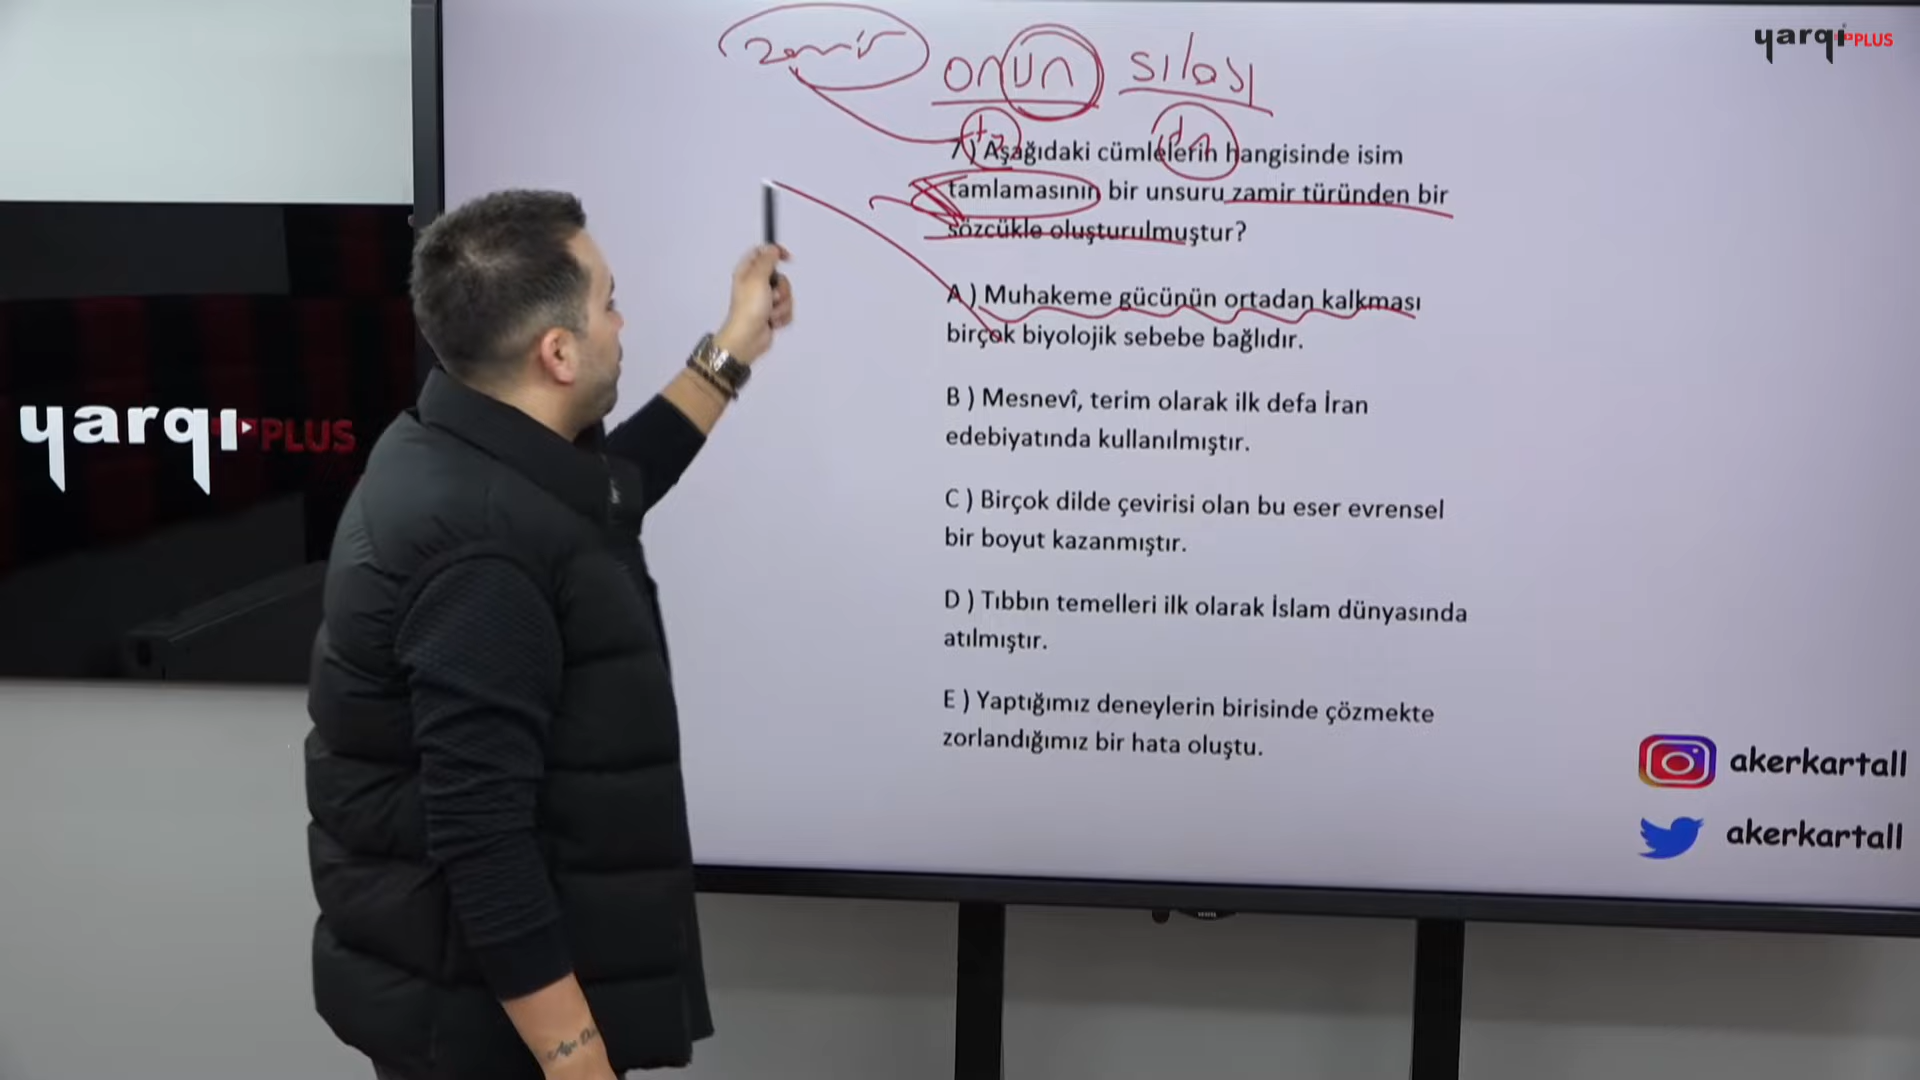 yarqı PLUS
zamir
onun silgisi
7) Aşağıdaki cümlelerin hangisinde isim
tamlamasının bir unsuru zamir türünden bir
sözcükle oluşturulmuştur?
A ) Muhakeme gücünün ortadan kalkması
birçok biyolojik sebebe bağlıdır.
B ) Mesnevî, terim olarak ilk defa İran
edebiyatında kullanılmıştır.
C ) Birçok dilde çevirisi olan bu eser evrensel
bir boyut kazanmıştır.
D ) Tıbbın temelleri ilk olarak İslam dünyasında
atılmıştır.
E ) Yaptığımız deneylerin birisinde çözmekte
zorlandığımız bir hata oluştu.
yarqı PLUS
akerkartall
akerkartall